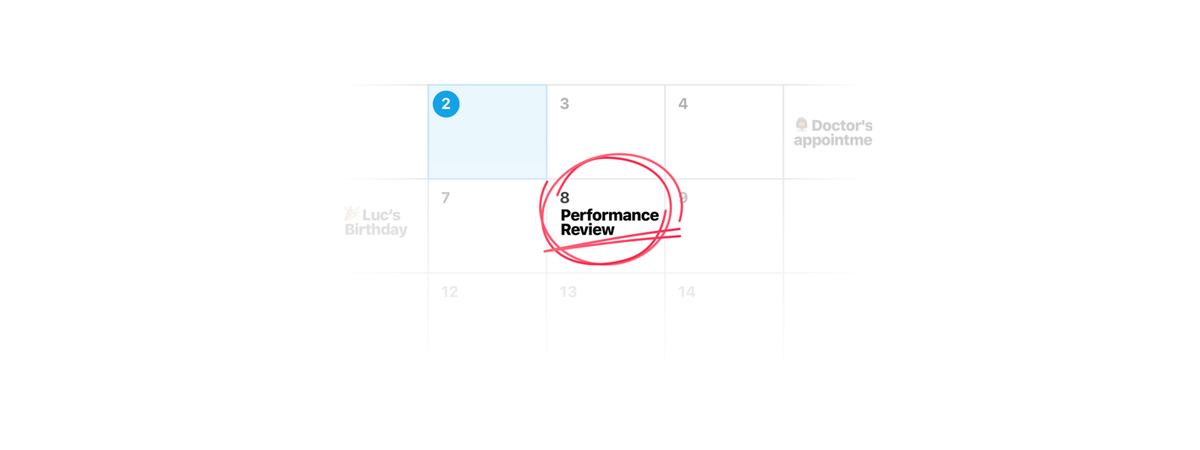 2
3
4
👩🏻‍⚕️ Doctor's
appointme
7
8
9
🎉 Luc's
Birthday
Performance
Review
12
13
14